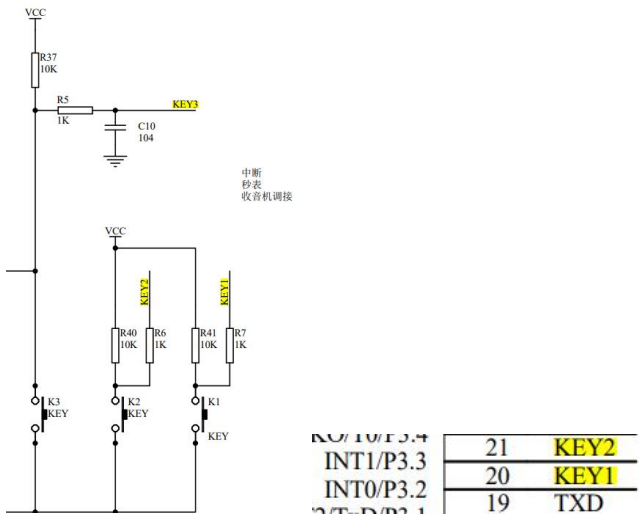 VCC
R37
10K
R5
1K
KEY3
C10
104
中断
秒表
收音机调接
VCC
KEY2
KEY1
R40
10K
R6
1K
R41
10K
R7
1K
K3
KEY
K2
KEY
K1
KEY
INT1/P3.3
INT0/P3.2
21 KEY2
20 KEY1
19 TXD